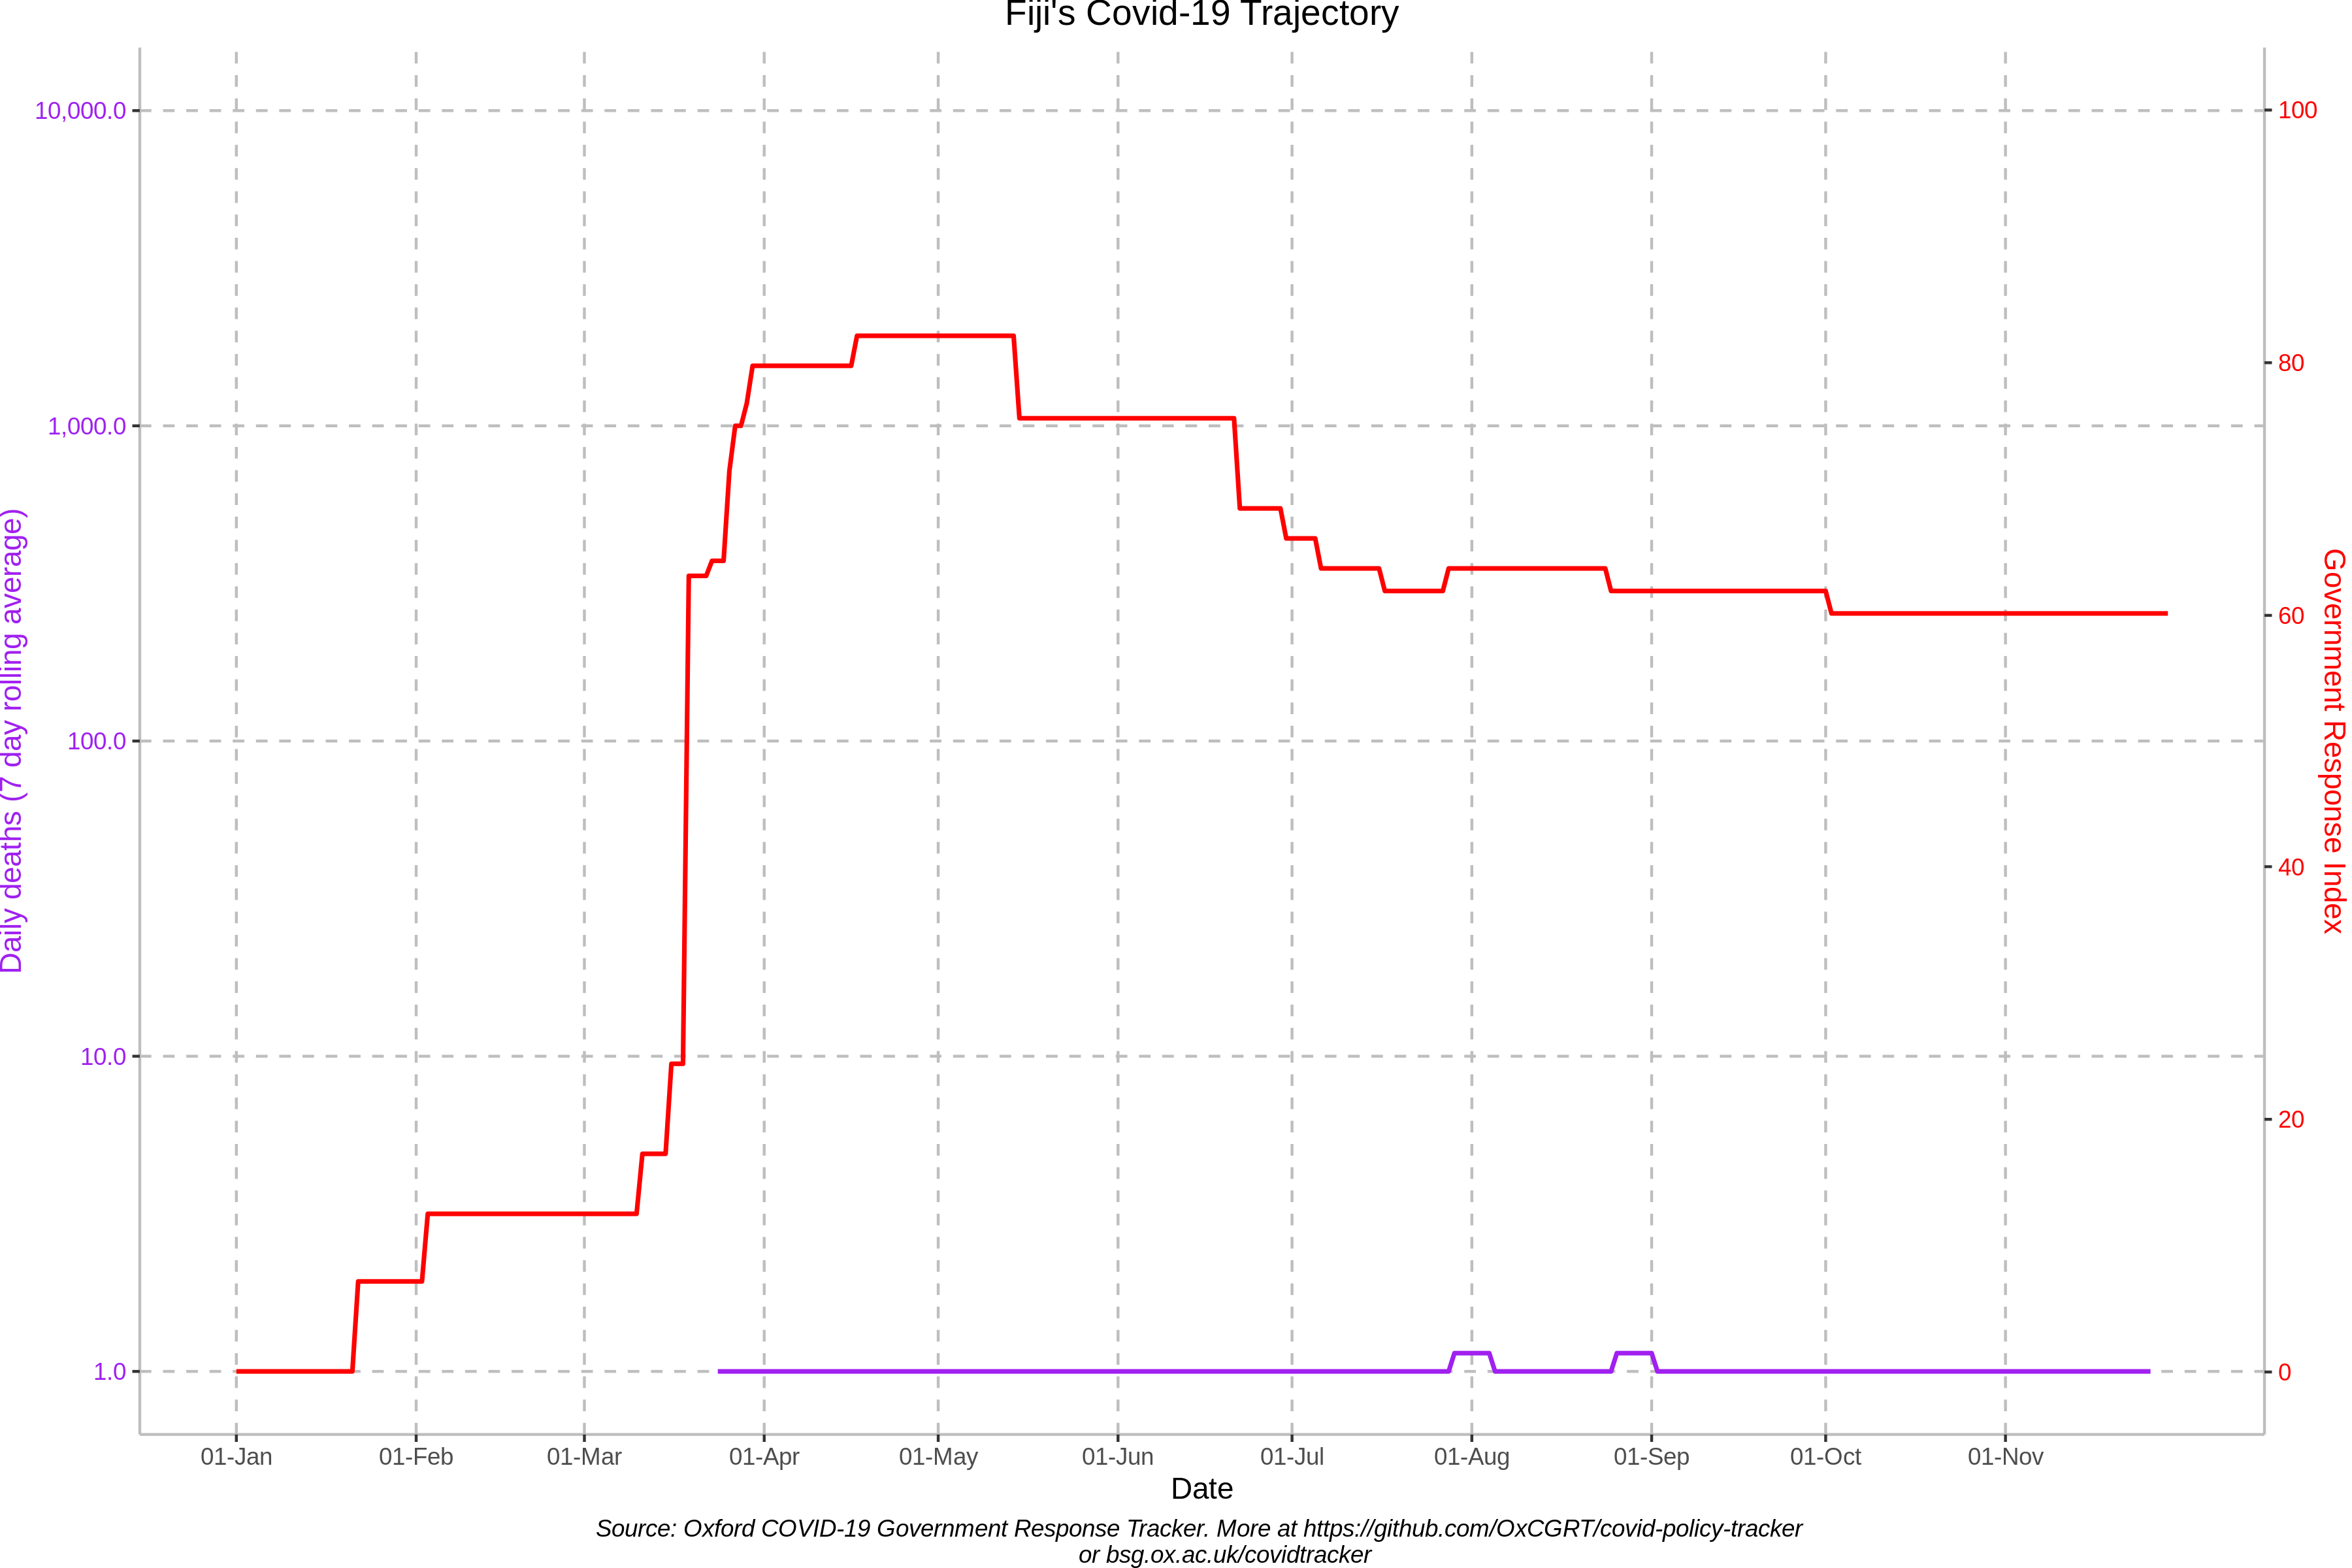 Fiji's Covid-19 Trajectory
Daily deaths (7 day rolling average)
10,000.0
1,000.0
100.0
10.0
1.0
100
80
60
40
20
0
Government Response Index
01-Jan
01-Feb
01-Mar
01-Apr
01-May
01-Jun
01-Jul
01-Aug
01-Sep
01-Oct
01-Nov
Date
Source: Oxford COVID-19 Government Response Tracker. More at https://github.com/OxCGRT/covid-policy-tracker
or bsg.ox.ac.uk/covidtracker